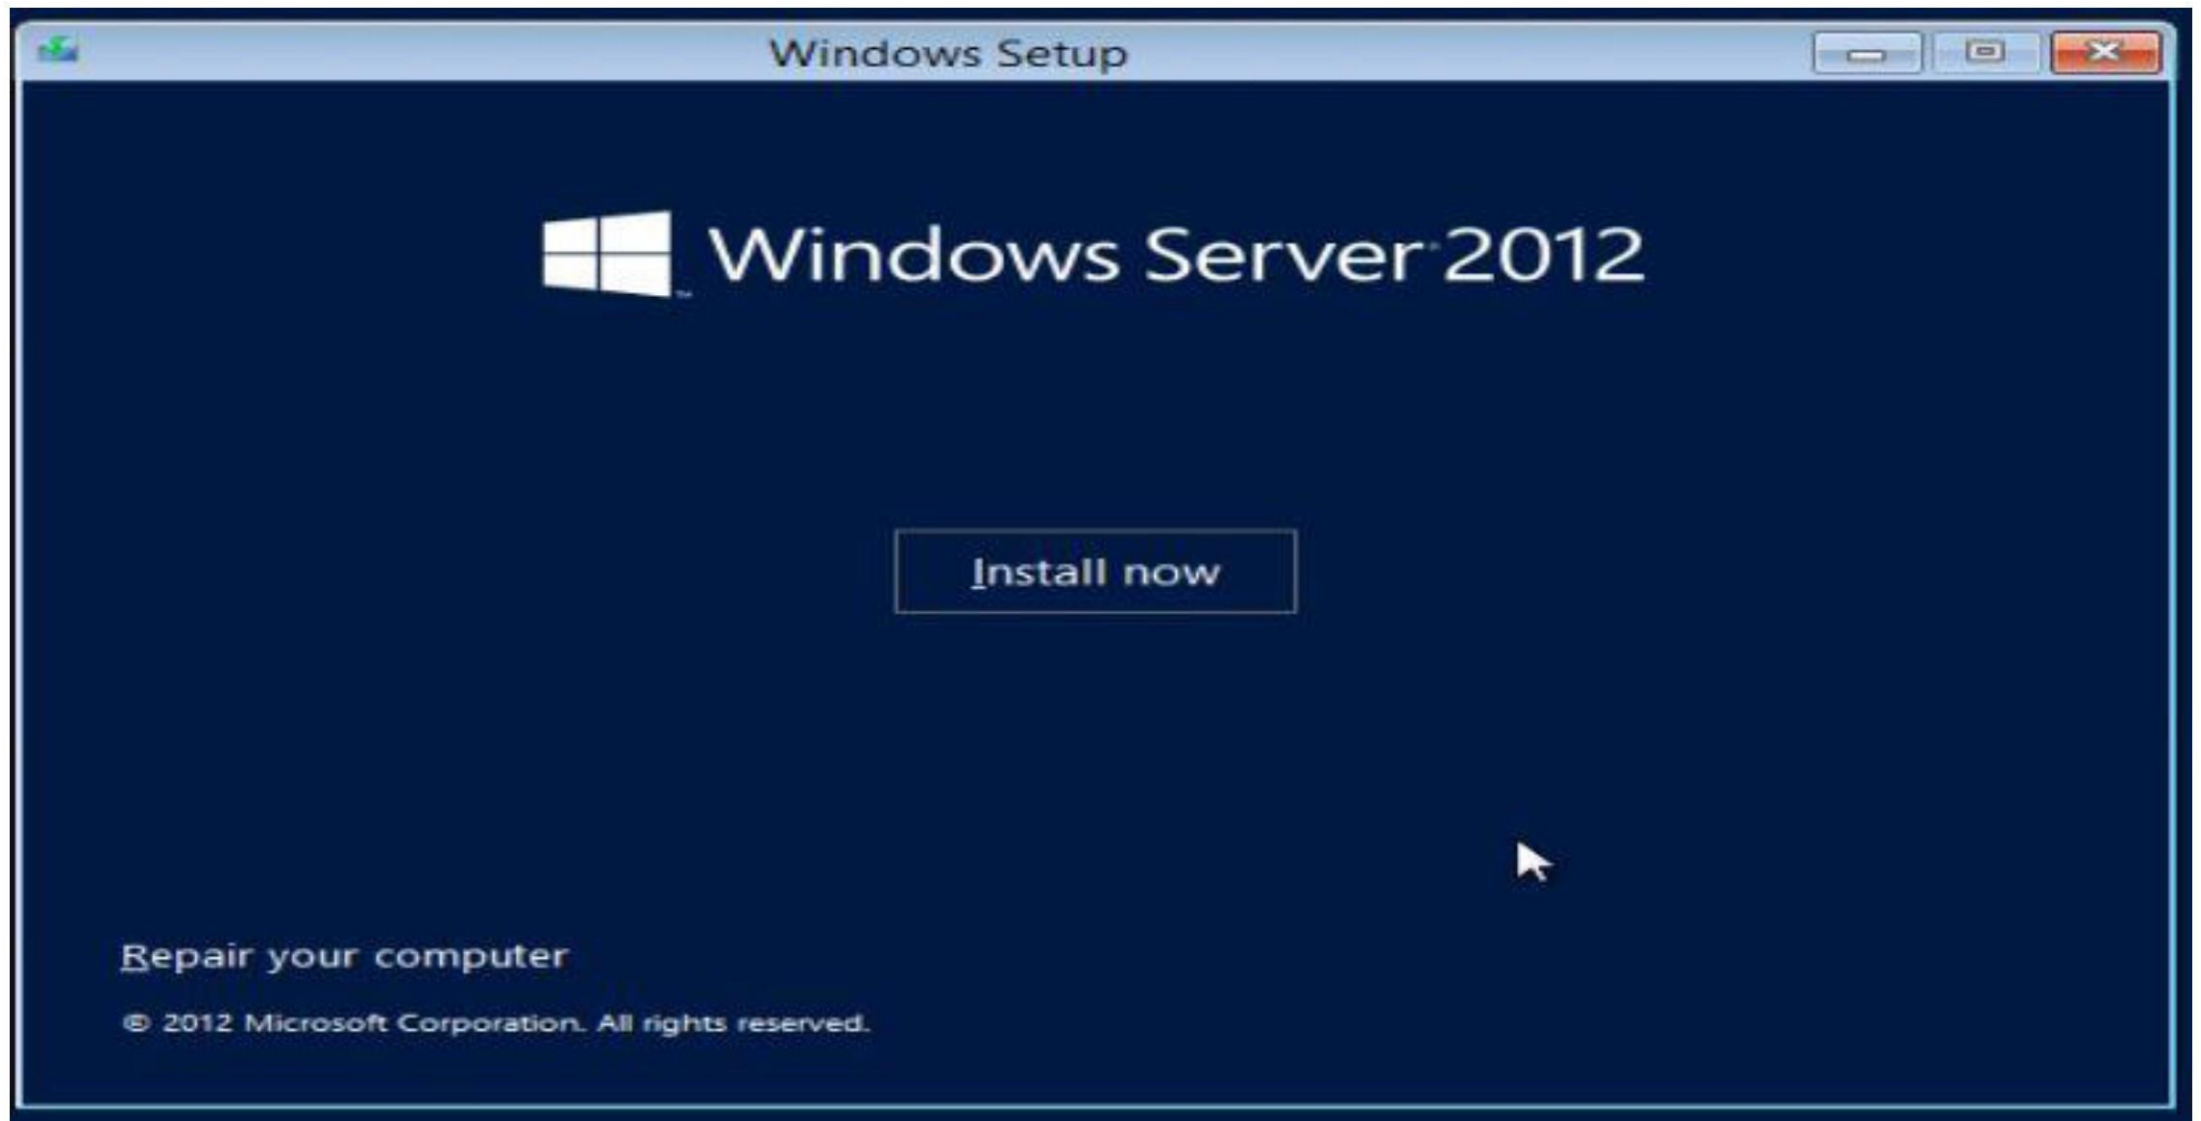 Windows Setup
Windows Server 2012
Install now
Repair your computer
© 2012 Microsoft Corporation. All rights reserved.